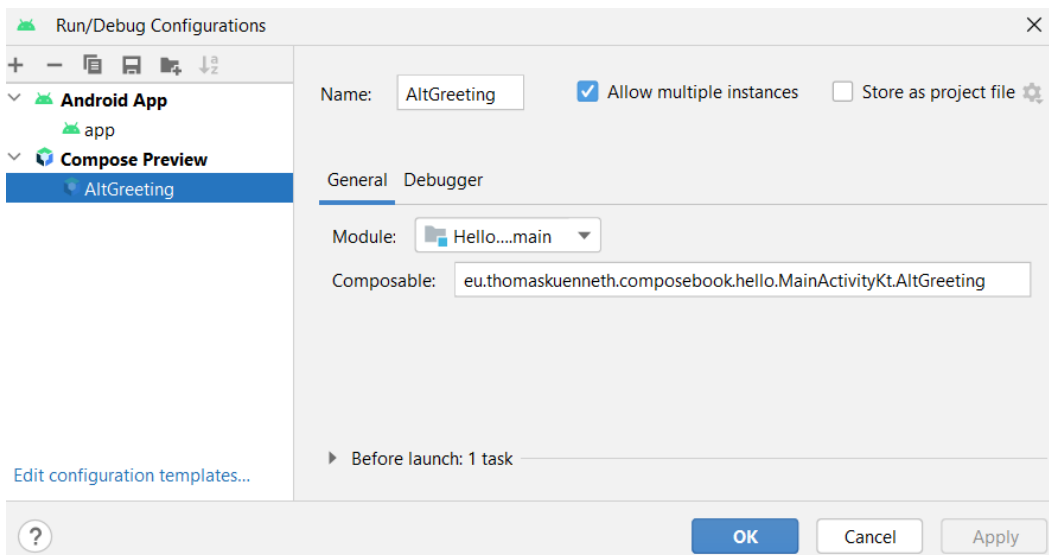 Run/Debug Configurations
Android App
app
Compose Preview
AltGreeting
Edit configuration templates...
Name: AltGreeting Allow multiple instances Store as project file
General Debugger
Module: Hello....main
Composable: eu.thomaskuenneth.composebook.hello.MainActivityKt.AltGreeting
Before launch: 1 task
? OK Cancel Apply